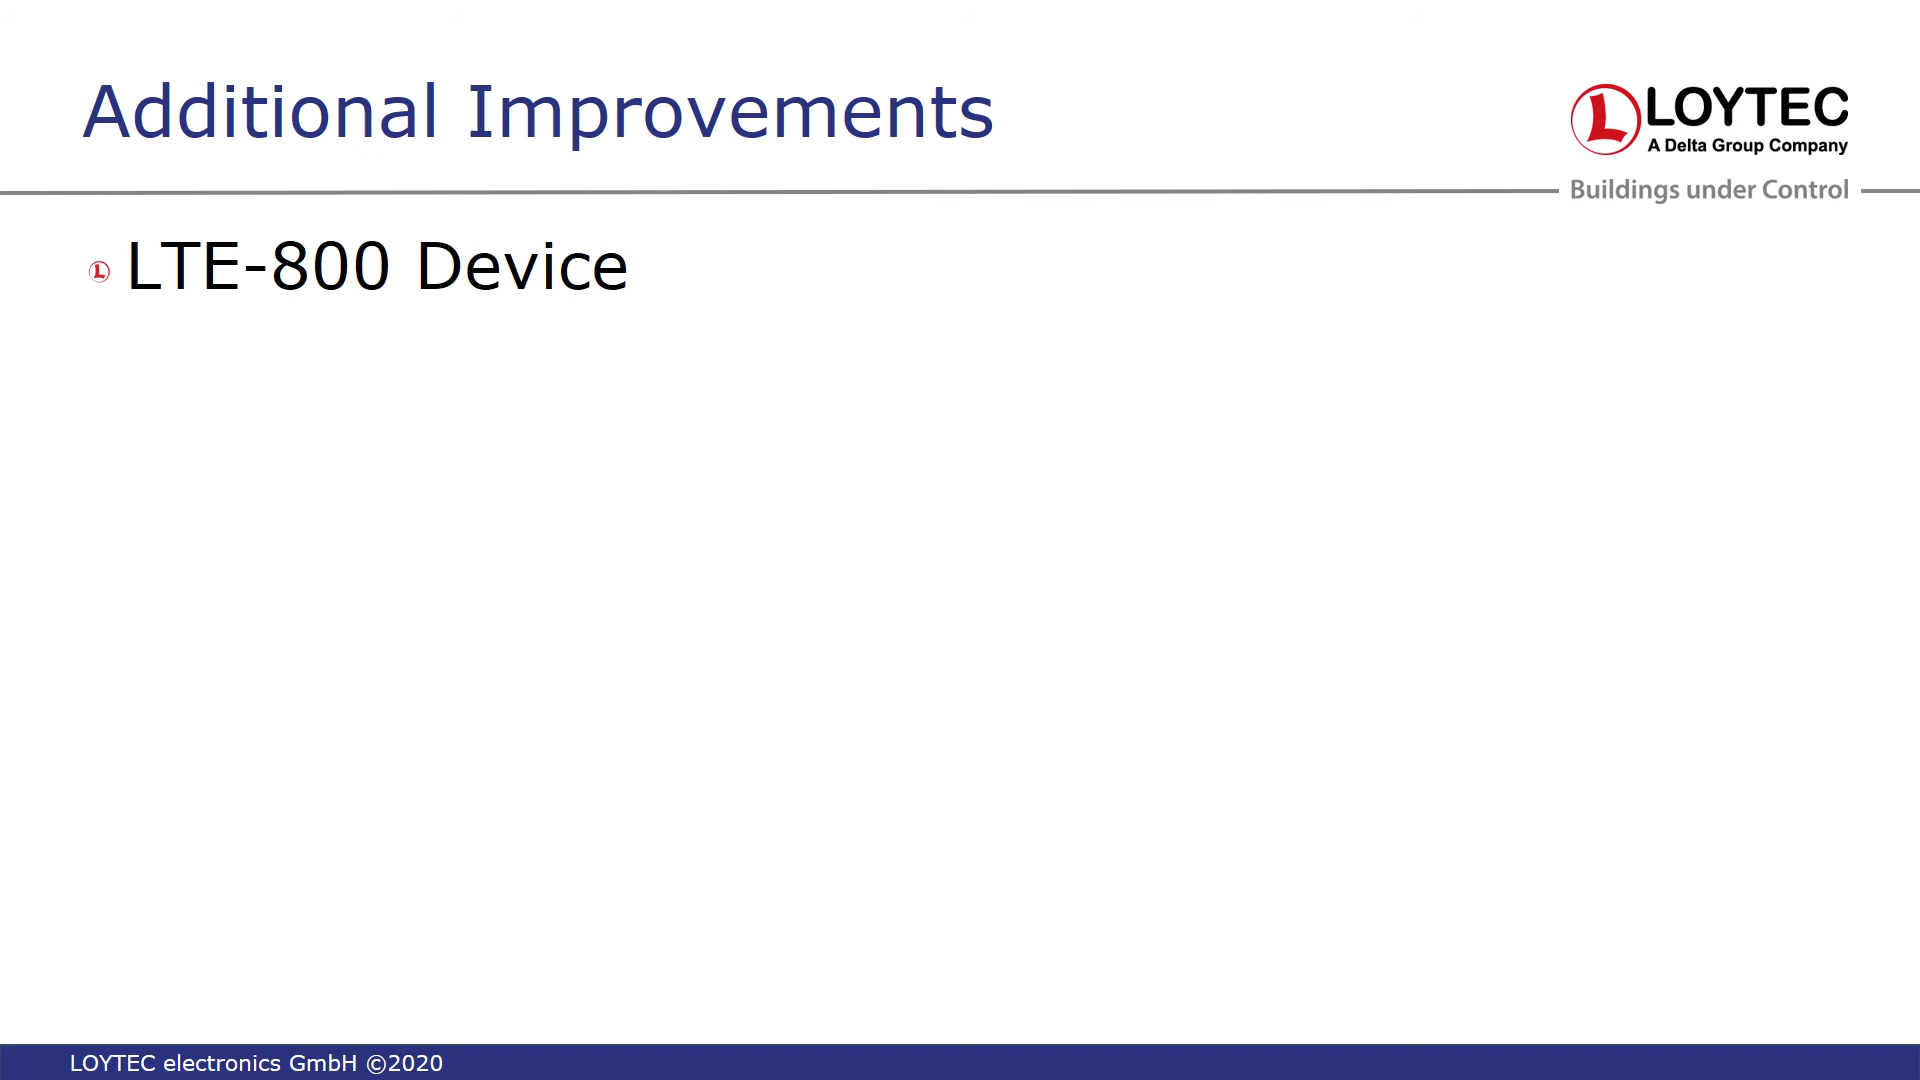 Additional Improvements
LOYTEC
A Delta Group Company
Buildings under Control
LTE-800 Device
LOYTEC electronics GmbH ©2020